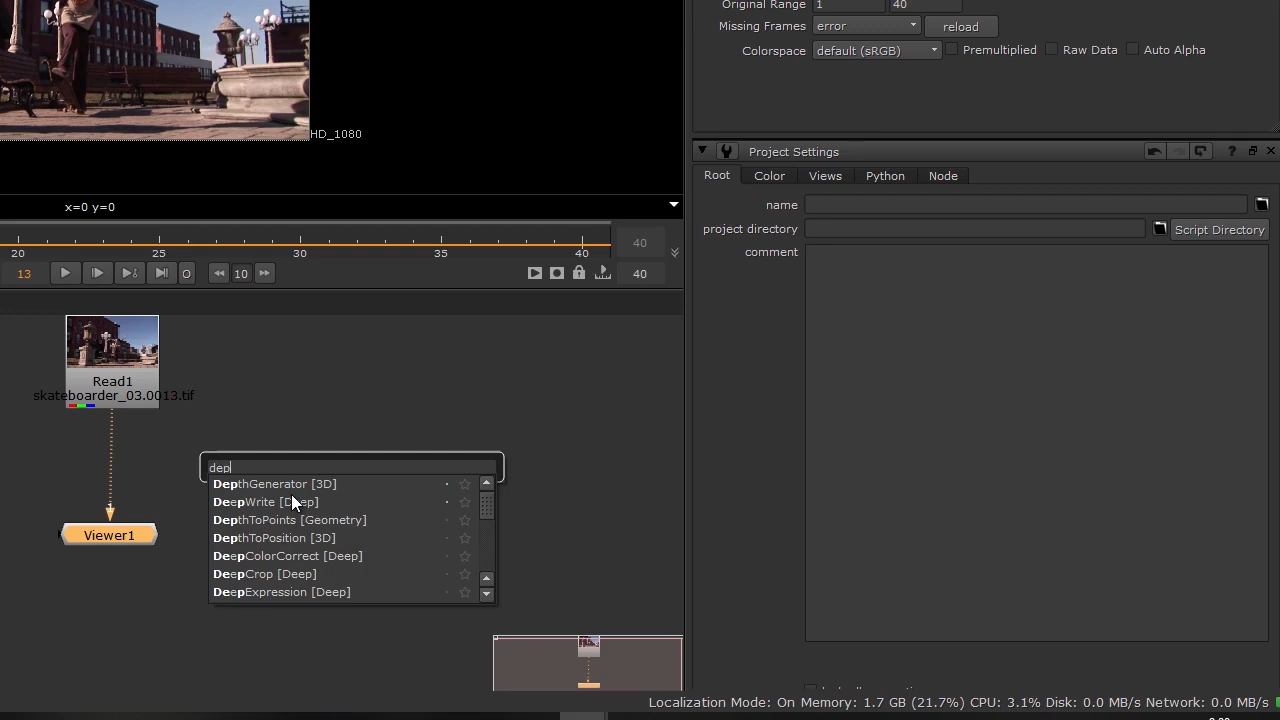 Original Range 1 40
Missing Frames error reload
Colorspace default (sRGB) Premultiplied Raw Data Auto Alpha
HD_1080
Project Settings ?
Root Color Views Python Node
x=0 y=0
name
project directory Script Directory
comment
40
20 25 30 35 40
13 O 10 40
Read1
skateboarder_03.0013.tif
dep
DepthGenerator [3D]
DeepWrite [Deep]
DepthToPoints [Geometry]
DepthToPosition [3D]
DeepColorCorrect [Deep]
DeepCrop [Deep]
DeepExpression [Deep]
Viewer1
Localization Mode: On Memory: 1.7 GB (21.7%) CPU: 3.1% Disk: 0.0 MB/s Network: 0.0 MB/s